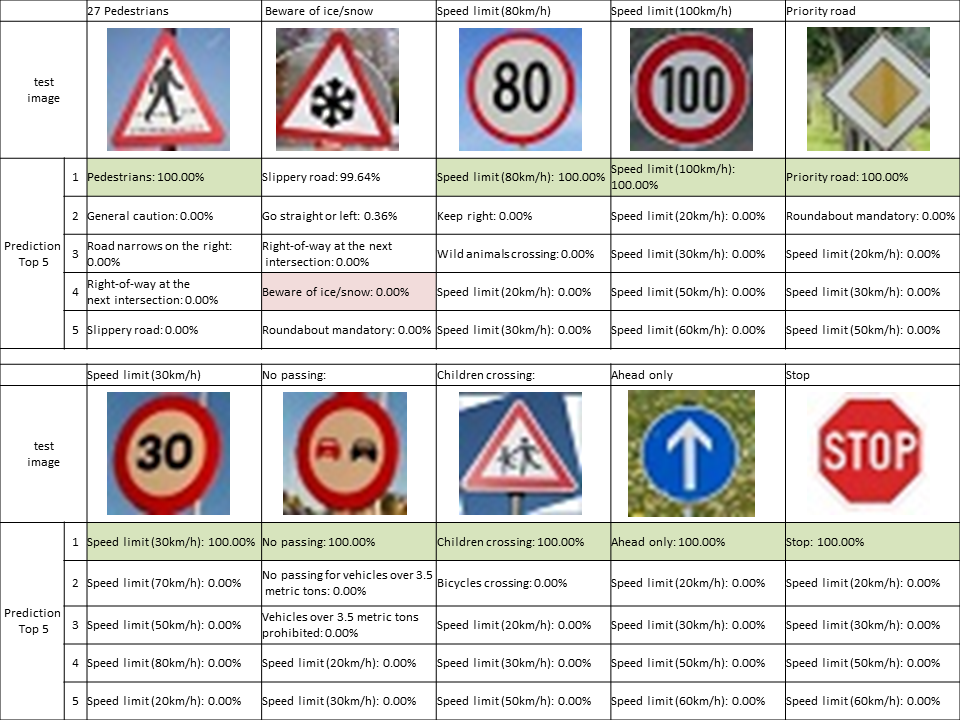 27 Pedestrians
Beware of ice/snow
Speed limit (80km/h)
Speed limit (100km/h)
Priority road
test
image
80
100
Prediction
Top 5
1
Pedestrians: 100.00%
Slippery road: 99.64%
Speed limit (80km/h): 100.00%
Speed limit (100km/h):
100.00%
Priority road: 100.00%
2
General caution: 0.00%
Go straight or left: 0.36%
Keep right: 0.00%
Speed limit (20km/h): 0.00%
Roundabout mandatory: 0.00%
3
Road narrows on the right:
0.00%
Right-of-way at the next
intersection: 0.00%
Wild animals crossing: 0.00%
Speed limit (30km/h): 0.00%
Speed limit (20km/h): 0.00%
4
Right-of-way at the
next intersection: 0.00%
Beware of ice/snow: 0.00%
Speed limit (20km/h): 0.00%
Speed limit (50km/h): 0.00%
Speed limit (30km/h): 0.00%
5
Slippery road: 0.00%
Roundabout mandatory: 0.00%
Speed limit (30km/h): 0.00%
Speed limit (60km/h): 0.00%
Speed limit (50km/h): 0.00%
Speed limit (30km/h)
No passing:
Children crossing:
Ahead only
Stop
test
image
30
STOP
Prediction
Top 5
1
Speed limit (30km/h): 100.00%
No passing: 100.00%
Children crossing: 100.00%
Ahead only: 100.00%
Stop: 100.00%
2
Speed limit (70km/h): 0.00%
No passing for vehicles over 3.5
metric tons: 0.00%
Bicycles crossing: 0.00%
Speed limit (20km/h): 0.00%
Speed limit (20km/h): 0.00%
3
Speed limit (50km/h): 0.00%
Vehicles over 3.5 metric tons
prohibited: 0.00%
Speed limit (20km/h): 0.00%
Speed limit (30km/h): 0.00%
Speed limit (30km/h): 0.00%
4
Speed limit (80km/h): 0.00%
Speed limit (20km/h): 0.00%
Speed limit (30km/h): 0.00%
Speed limit (50km/h): 0.00%
Speed limit (50km/h): 0.00%
5
Speed limit (20km/h): 0.00%
Speed limit (30km/h): 0.00%
Speed limit (50km/h): 0.00%
Speed limit (60km/h): 0.00%
Speed limit (60km/h): 0.00%